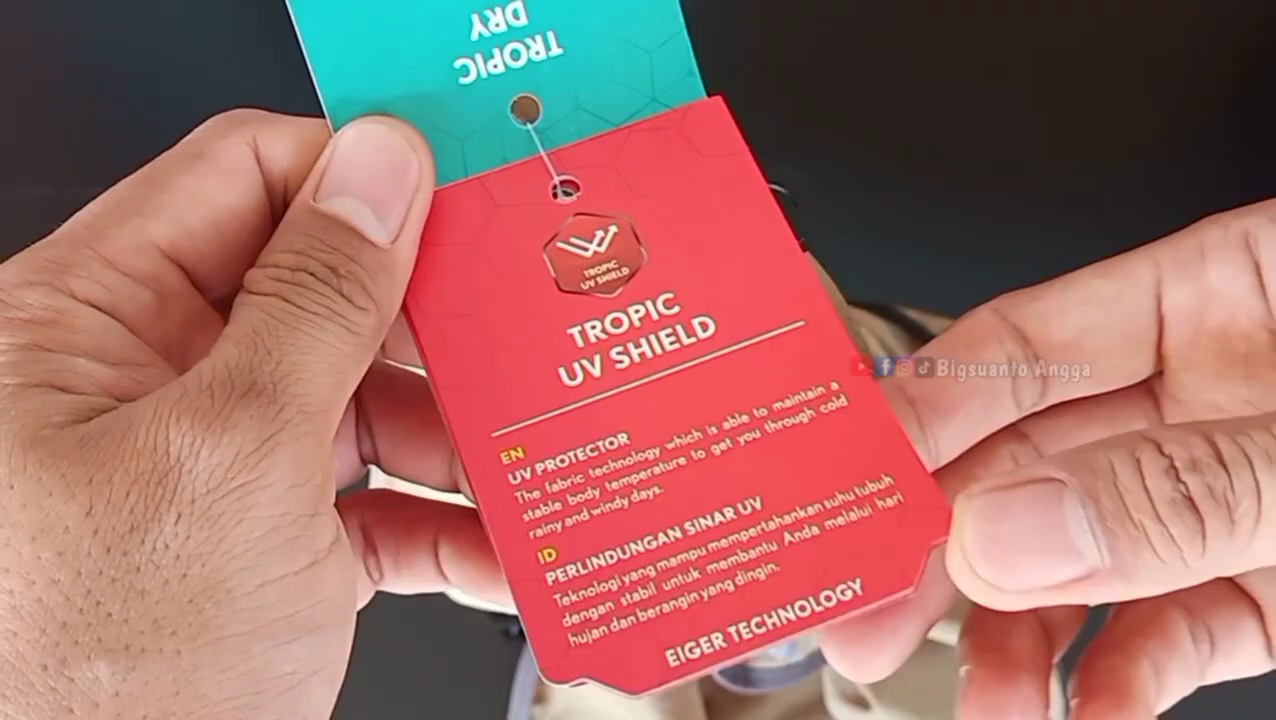 TROPIC
DRY
TROPIC
UV SHIELD
TROPIC
UV SHIELD
EN
UV PROTECTOR
The fabric technology which is able to maintain a
stable body temperature to get you through cold
rainy and windy days.
ID
PERLINDUNGAN SINAR UV
Teknologi yang mampu mempertahankan suhu tubuh
dengan stabil untuk membantu Anda melalui hari
hujan dan berangin yang dingin.
EIGER TECHNOLOGY
Bigsuanto Angga